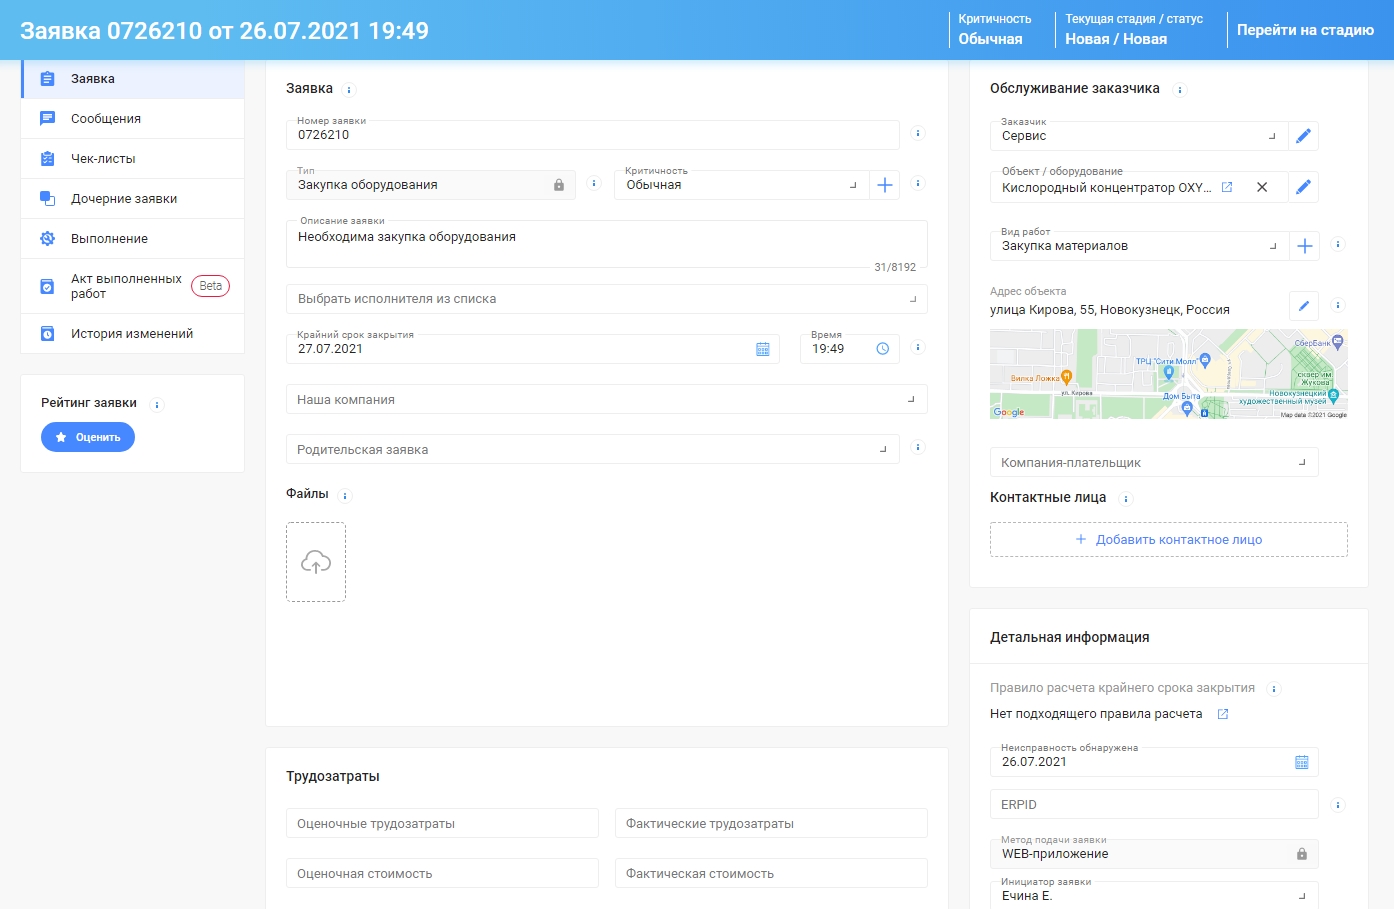 Заявка 0726210 от 26.07.2021 19:49
Критичность
Обычная
Текущая стадия / статус
Новая / Новая
Перейти на стадию
Заявка
Сообщения
Чек-листы
Дочерние заявки
Выполнение
Акт выполненных
работ
Beta
История изменений
Рейтинг заявки
Оценить
Заявка
Номер заявки
0726210
Тип
Закупка оборудования
Критичность
Обычная
Описание заявки
Необходима закупка оборудования
31/8192
Выбрать исполнителя из списка
Крайний срок закрытия
27.07.2021
Время
19:49
Наша компания
Родительская заявка
Файлы
Трудозатраты
Оценочные трудозатраты
Фактические трудозатраты
Оценочная стоимость
Фактическая стоимость
Обслуживание заказчика
Заказчик
Сервис
Объект / оборудование
Кислородный концентратор OXY...
Вид работ
Закупка материалов
Адрес объекта
улица Кирова, 55, Новокузнецк, Россия
СберБанк
ТРЦ "Сити Молл"
Вилка Ложка
ул. Кирова
Дом Быта
сквер им.
Жукова
Новокузнецкий
художественный музей
Google
Map data ©2021 Google
Компания-плательщик
Контактные лица
Добавить контактное лицо
Детальная информация
Правило расчета крайнего срока закрытия
Нет подходящего правила расчета
Неисправность обнаружена
26.07.2021
ERPID
Метод подачи заявки
WEB-приложение
Инициатор заявки
Ечина Е.